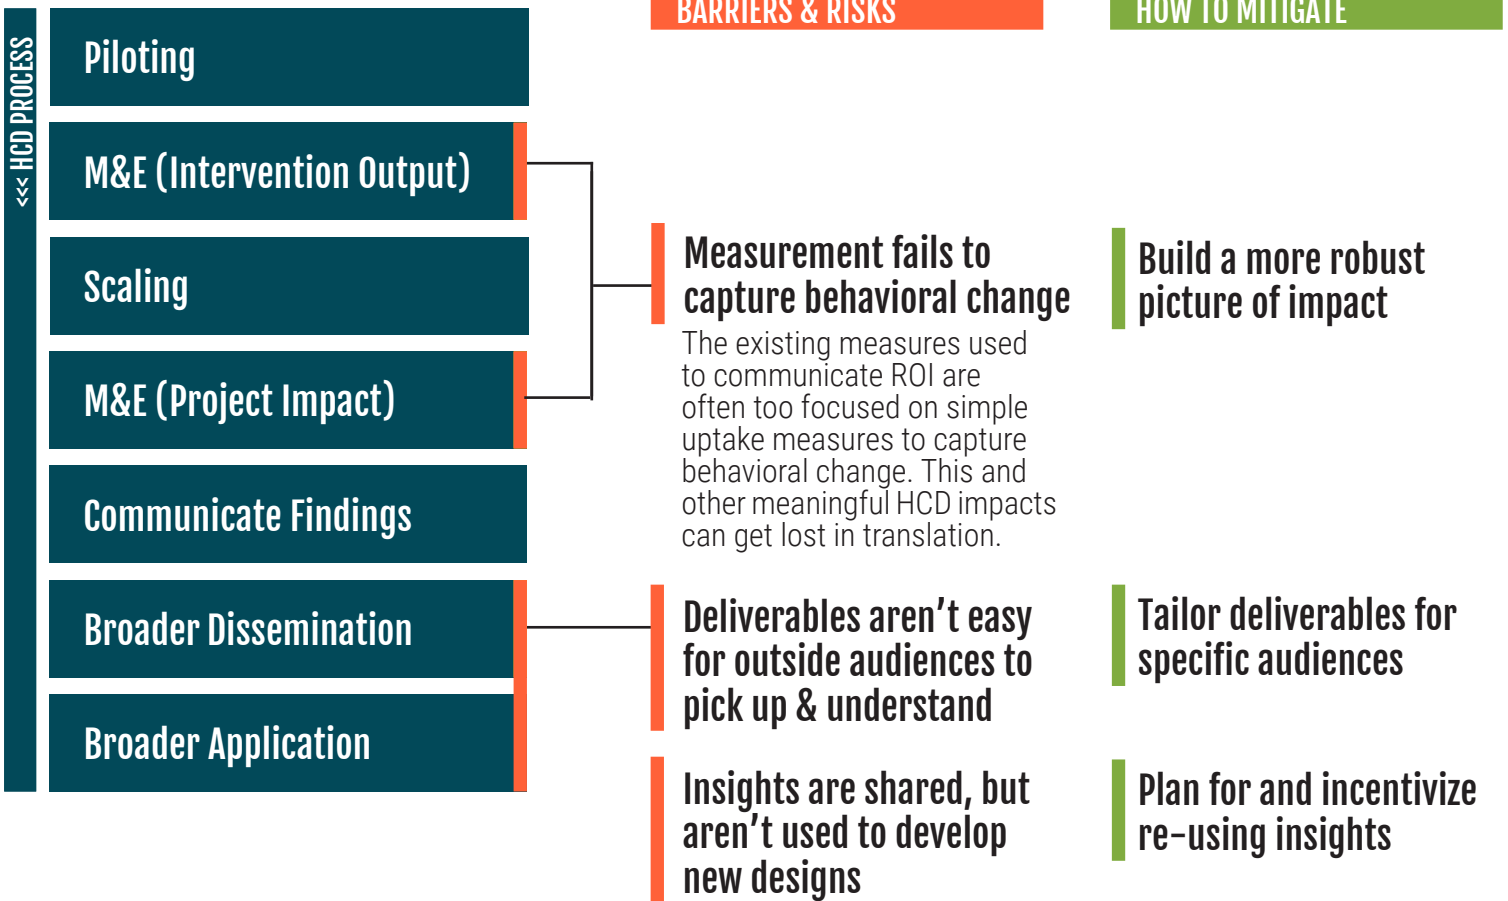 <<< HCD PROCESS
Piloting
M&E (Intervention Output)
Scaling
M&E (Project Impact)
Communicate Findings
Broader Dissemination
Broader Application
BARRIERS & RISKS
Measurement fails to
capture behavioral change
The existing measures used
to communicate ROI are
often too focused on simple
uptake measures to capture
behavioral change. This and
other meaningful HCD impacts
can get lost in translation.
Deliverables aren’t easy
for outside audiences to
pick up & understand
Insights are shared, but
aren’t used to develop
new designs
HOW TO MITIGATE
Build a more robust
picture of impact
Tailor deliverables for
specific audiences
Plan for and incentivize
re-using insights